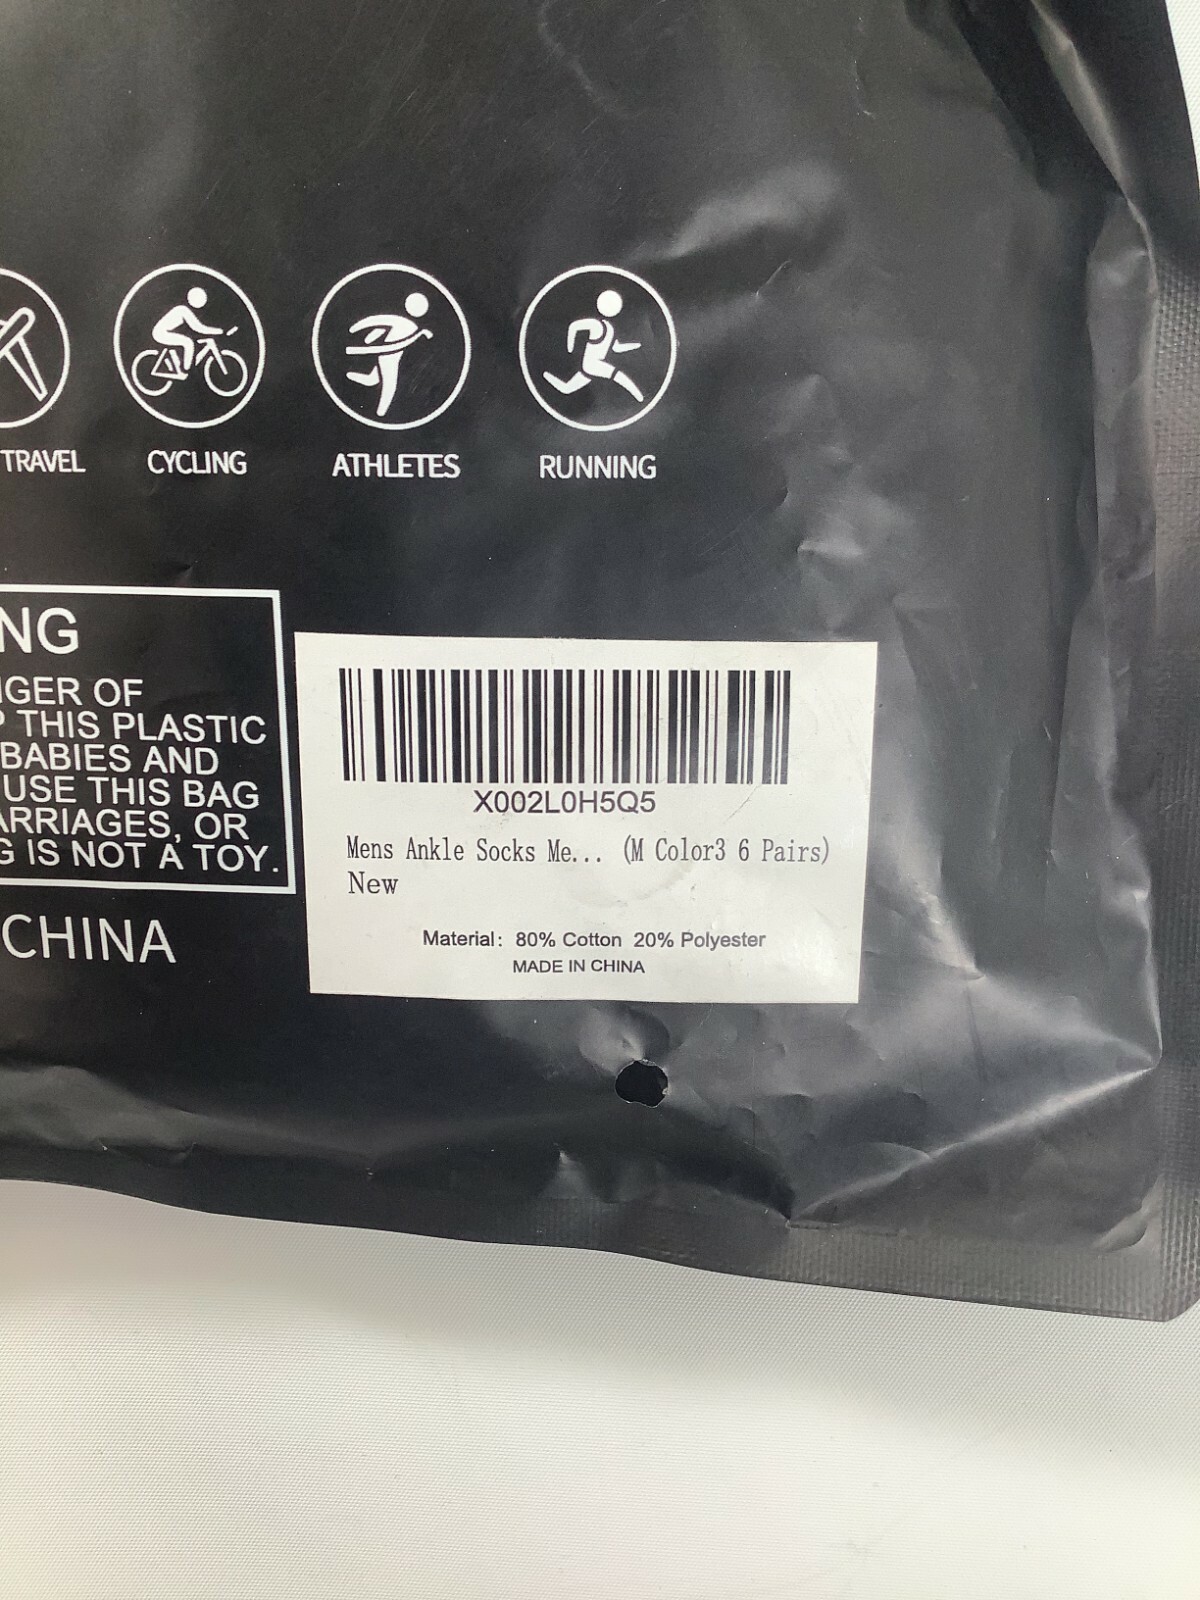 TRAVEL CYCLING ATHLETES RUNNING
NG
GER OF
THIS PLASTIC
BABIES AND
USE THIS BAG
ARRIAGES, OR
G IS NOT A TOY.
CHINA
X002L0H5Q5
Mens Ankle Socks Me... (M Color3 6 Pairs)
New
Material: 80% Cotton 20% Polyester
MADE IN CHINA